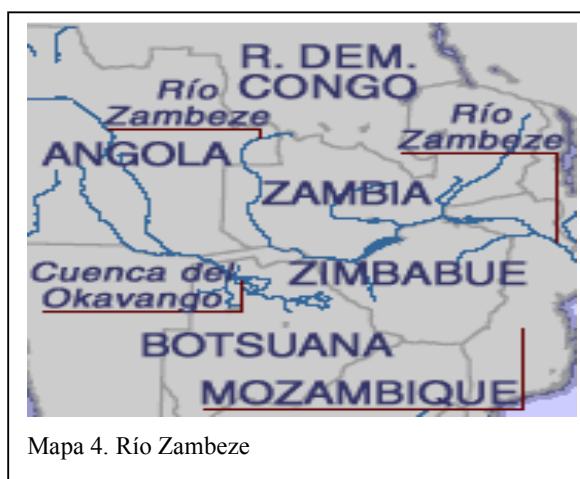 R. DEM.
CONGO
Río
Zambeze
Río
Zambeze
ANGOLA
ZAMBIA
Cuenca del
Okavango
ZIMBABUE
BOTSUANA
MOZAMBIQUE
Mapa 4. Río Zambeze